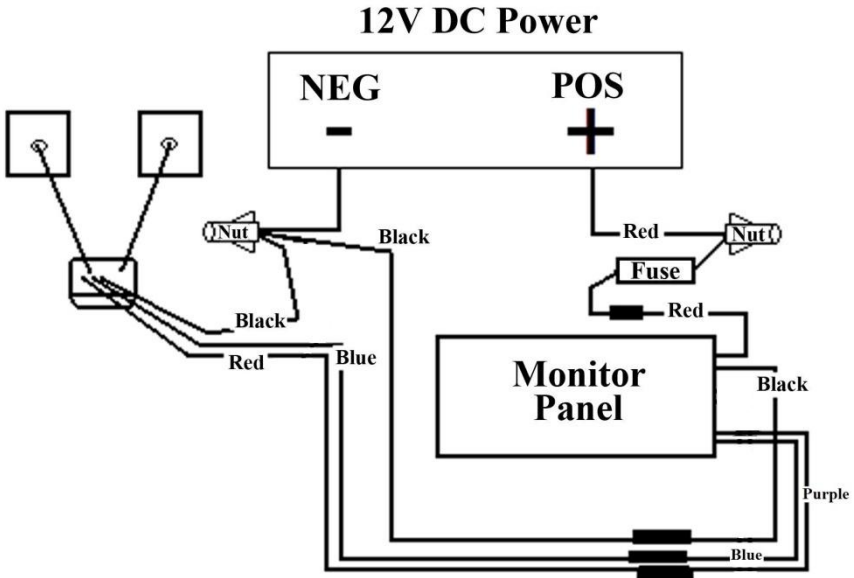 12V DC Power
NEG
POS
-
+
Nut
Black
Red
Nut
Fuse
Black
Red
Red
Blue
Monitor
Panel
Black
Purple
Blue